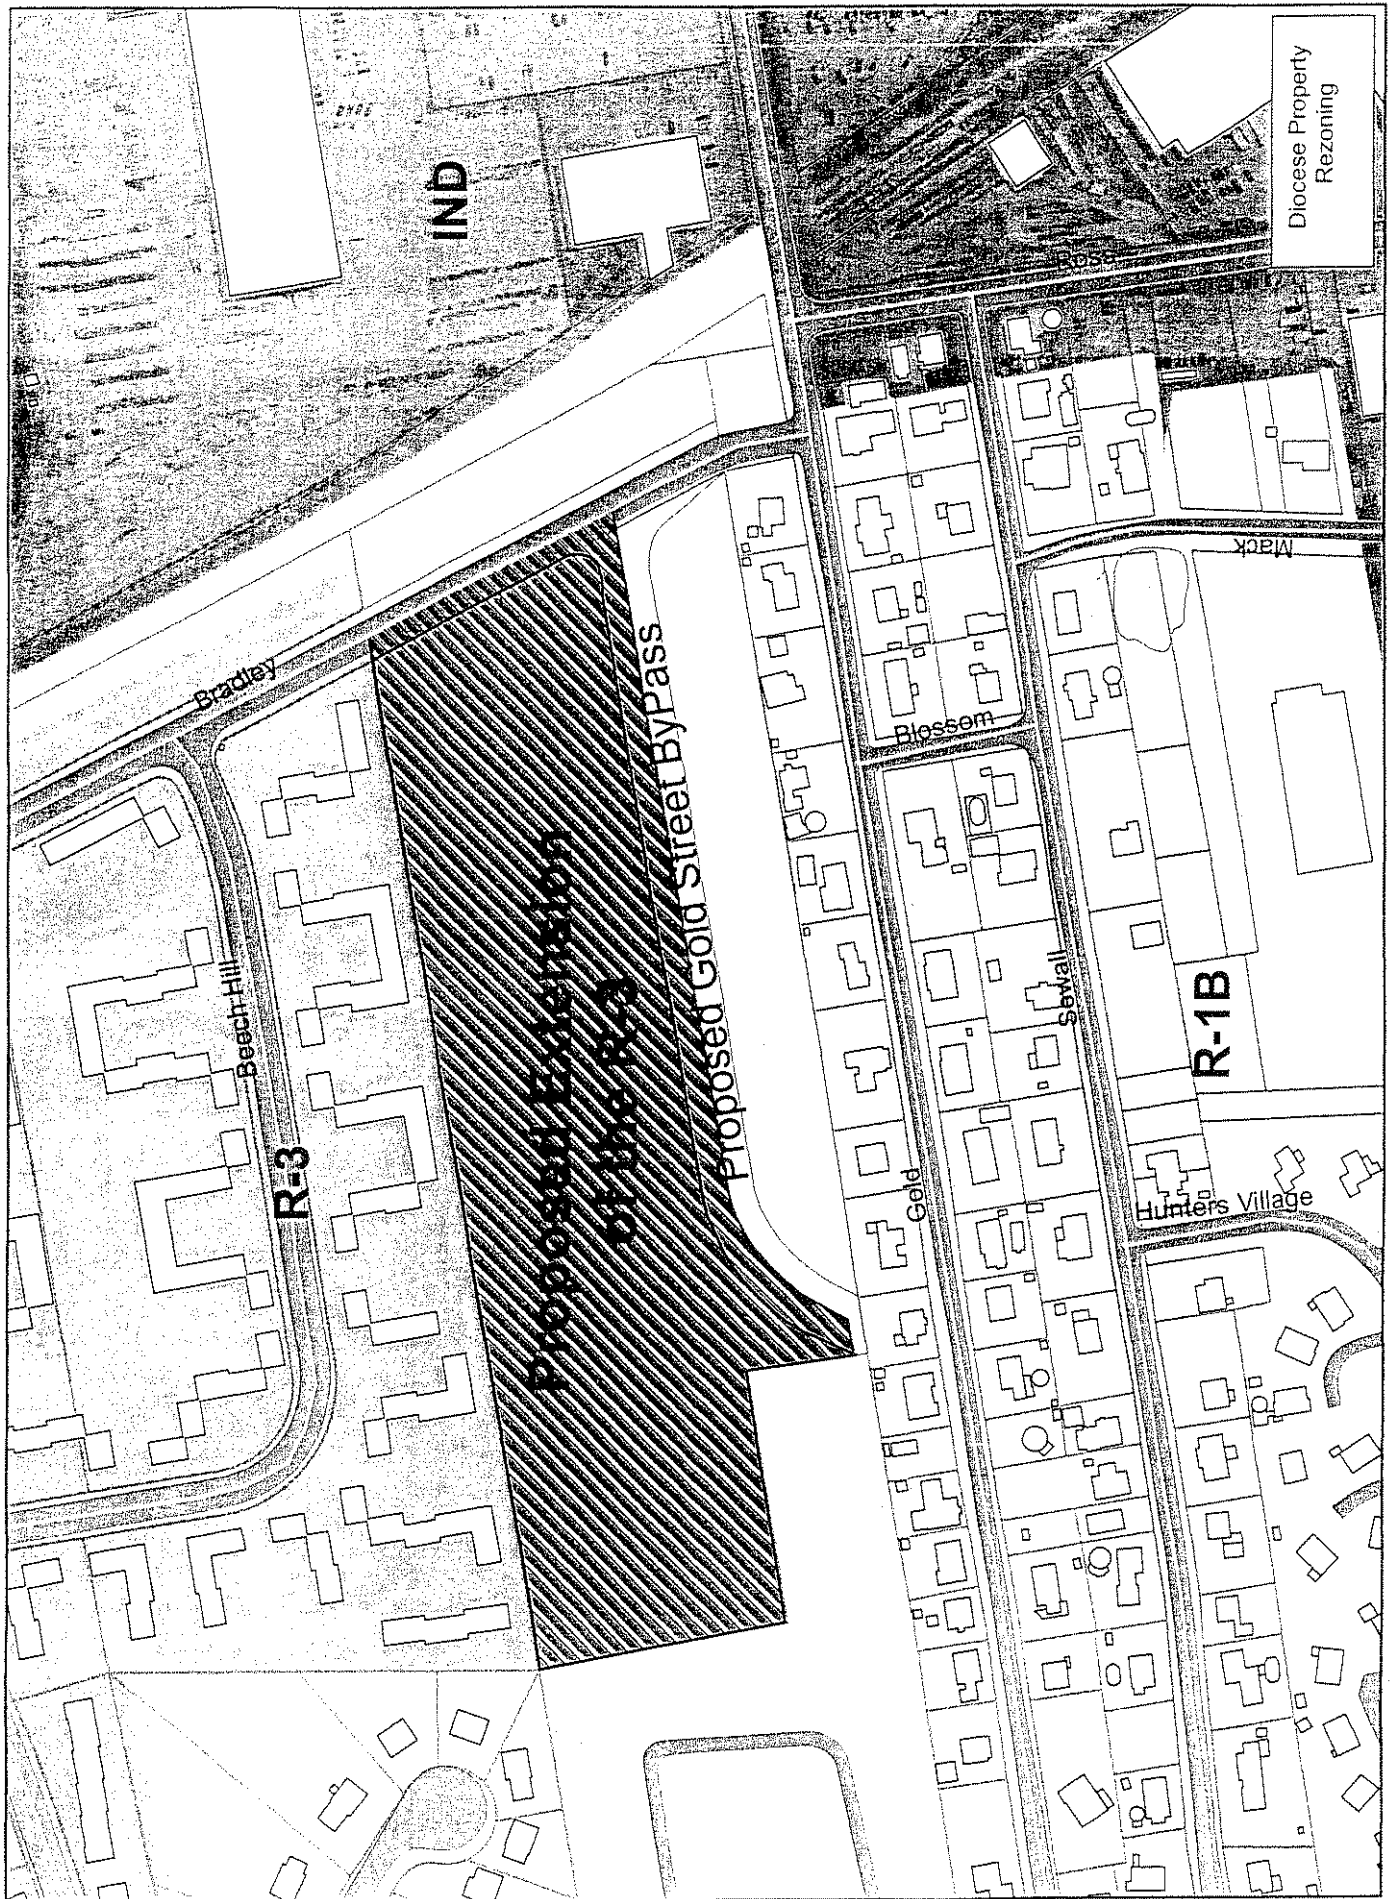 Diocese Property
Rezoning
IND
Ross
Mack
Bradley
Blossom
Proposed Gold Street ByPass
Proposed Extension
of the R-3
Beech Hill
R-3
Sewall
R-1B
Gold
Hunters Village